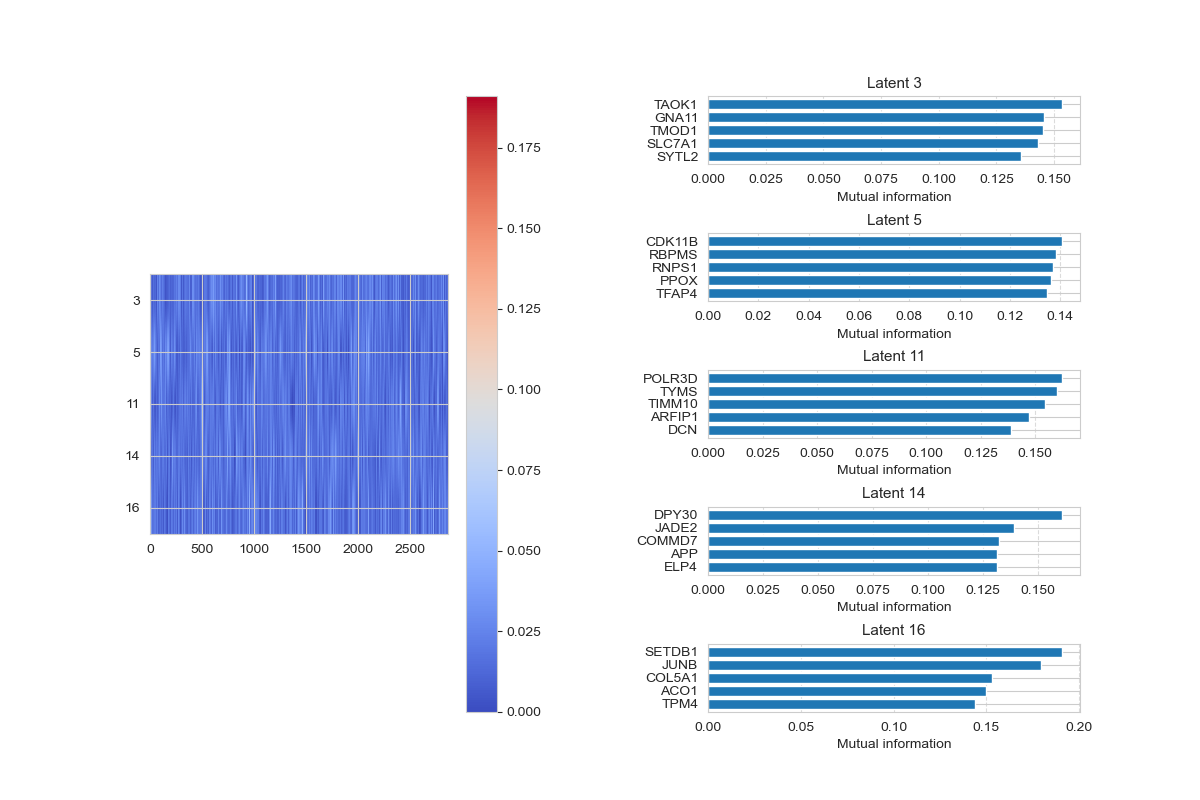 3
5
11
14
16
0 500 1000 1500 2000 2500
0.175
0.150
0.125
0.100
0.075
0.050
0.025
0.000
Latent 3
TAOK1
GNA11
TMOD1
SLC7A1
SYTL2
0.000 0.025 0.050 0.075 0.100 0.125 0.150
Mutual information
Latent 5
CDK11B
RBPMS
RNPS1
PPOX
TFAP4
0.00 0.02 0.04 0.06 0.08 0.10 0.12 0.14
Mutual information
Latent 11
POLR3D
TYMS
TIMM10
ARFIP1
DCN
0.000 0.025 0.050 0.075 0.100 0.125 0.150
Mutual information
Latent 14
DPY30
JADE2
COMMD7
APP
ELP4
0.000 0.025 0.050 0.075 0.100 0.125 0.150
Mutual information
Latent 16
SETDB1
JUNB
COL5A1
ACO1
TPM4
0.00 0.05 0.10 0.15 0.20
Mutual information